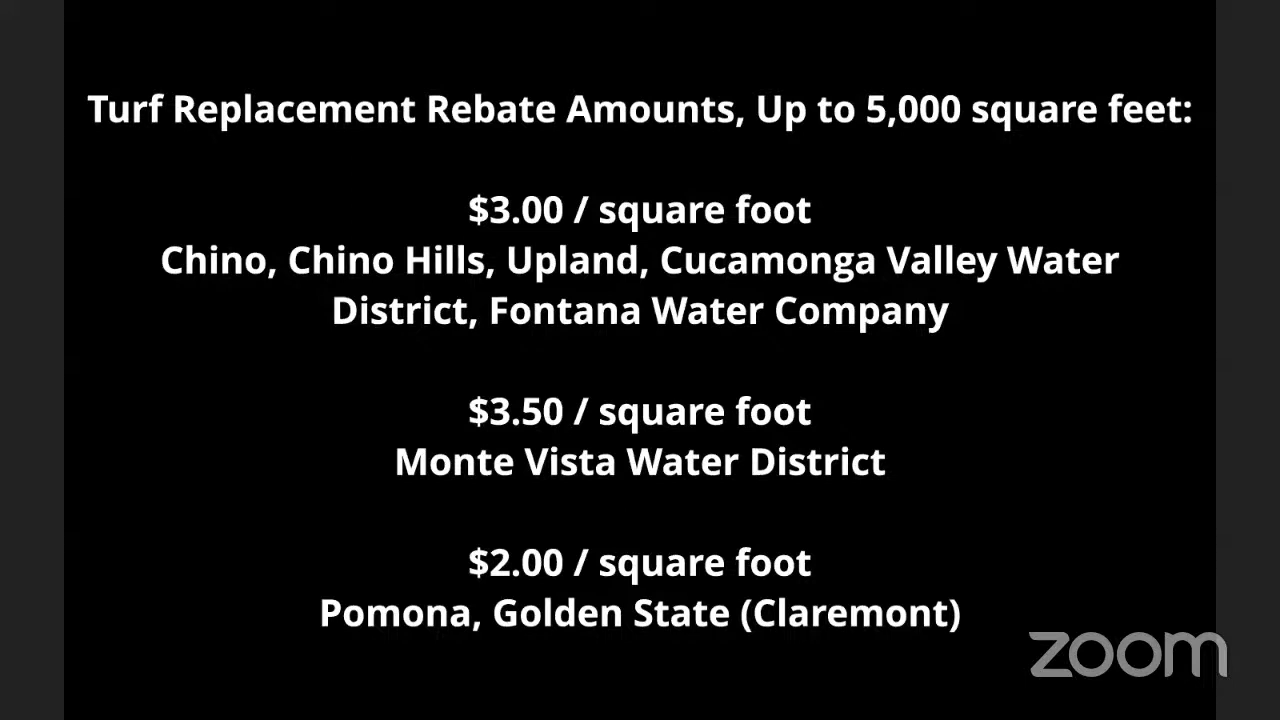 Turf Replacement Rebate Amounts, Up to 5,000 square feet:
$3.00 / square foot
Chino, Chino Hills, Upland, Cucamonga Valley Water
District, Fontana Water Company
$3.50 / square foot
Monte Vista Water District
$2.00 / square foot
Pomona, Golden State (Claremont)
zoom